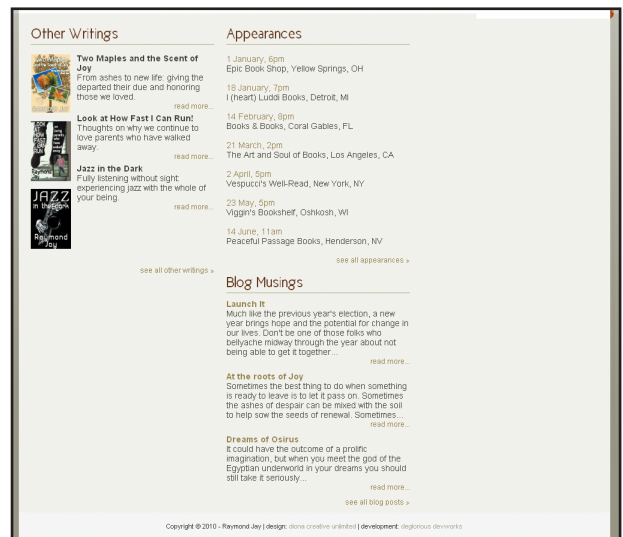 Other Writings
Two Maples and the Scent of
Joy
From ashes to new life: giving the
departed their due and honoring
those we loved.
read more...
Look at How Fast I Can Run!
Thoughts on why we continue to
love parents who have walked
away.
read more...
Jazz in the Dark
Fully listening without sight:
experiencing jazz with the whole of
your being.
read more...
JAZZ
in the Dark
Raymond
Jay
see all other writings »
Appearances
1 January, 6pm
Epic Book Shop, Yellow Springs, OH
18 January, 7pm
I (heart) Luddi Books, Detroit, MI
14 February, 8pm
Books & Books, Coral Gables, FL
21 March, 2pm
The Art and Soul of Books, Los Angeles, CA
2 April, 5pm
Vespucci's Well-Read, New York, NY
23 May, 5pm
Viggin's Bookshelf, Oshkosh, WI
14 June, 11am
Peaceful Passage Books, Henderson, NV
see all appearances »
Blog Musings
Launch It
Much like the previous year's election, a new
year brings hope and the potential for change in
our lives. Don't be one of those folks who
bellyache midway through the year about not
being able to get it together...
read more...
At the roots of Joy
Sometimes the best thing to do when something
is ready to leave is to let it pass on. Sometimes
the ashes of despair can be mixed with the soil
to help sow the seeds of renewal. Sometimes...
read more...
Dreams of Osirus
It could have the outcome of a prolific
imagination, but when you meet the god of the
Egyptian underworld in your dreams you should
still take it seriously...
read more...
see all blog posts »
Copyright © 2010 - Raymond Jay | design: diona creative unlimited | development: deglorious devworks